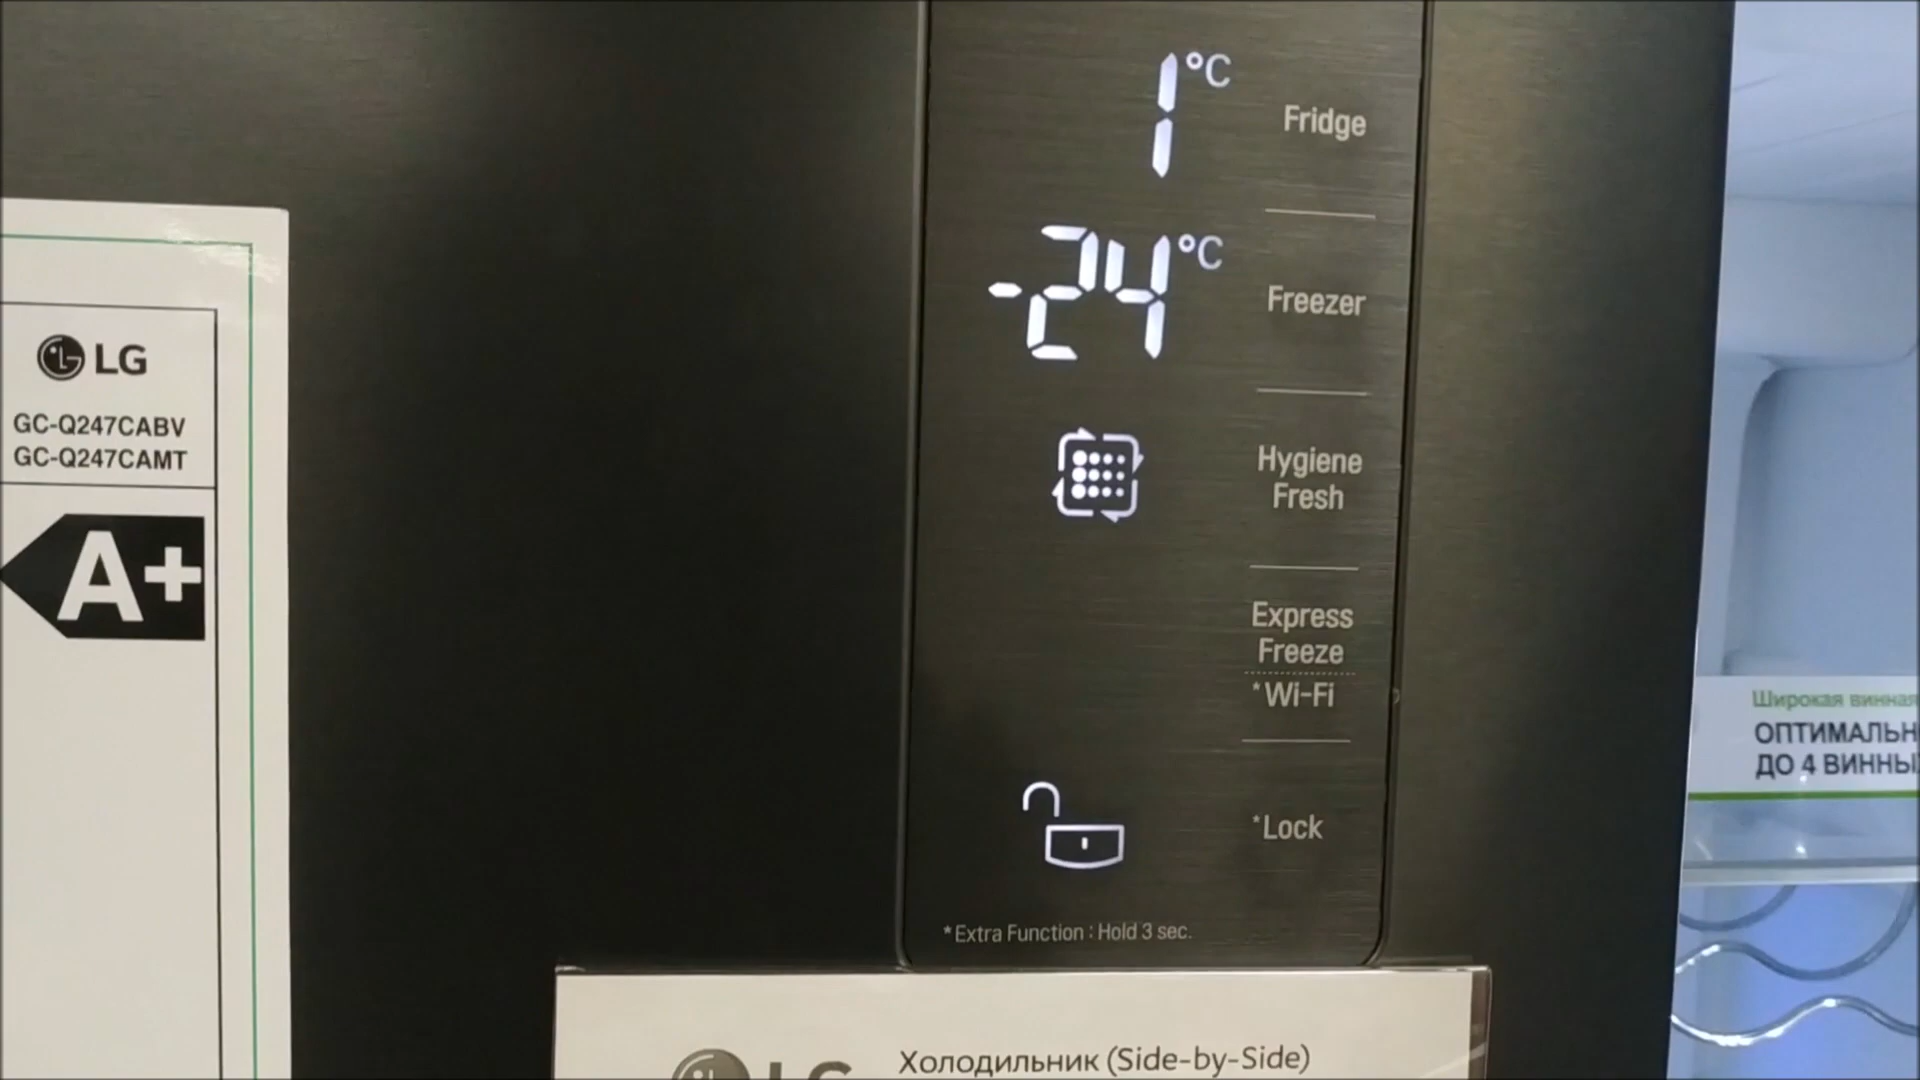 1 °C
Fridge
-24 °C
Freezer
Hygiene
Fresh
Express
Freeze
*Wi-Fi
*Lock
*Extra Function : Hold 3 sec.
LG
GC-Q247CABV
GC-Q247CAMT
A+
Широкая винная
ОПТИМАЛЬН
ДО 4 ВИННЫ
LG
Холодильник (Side-by-Side)